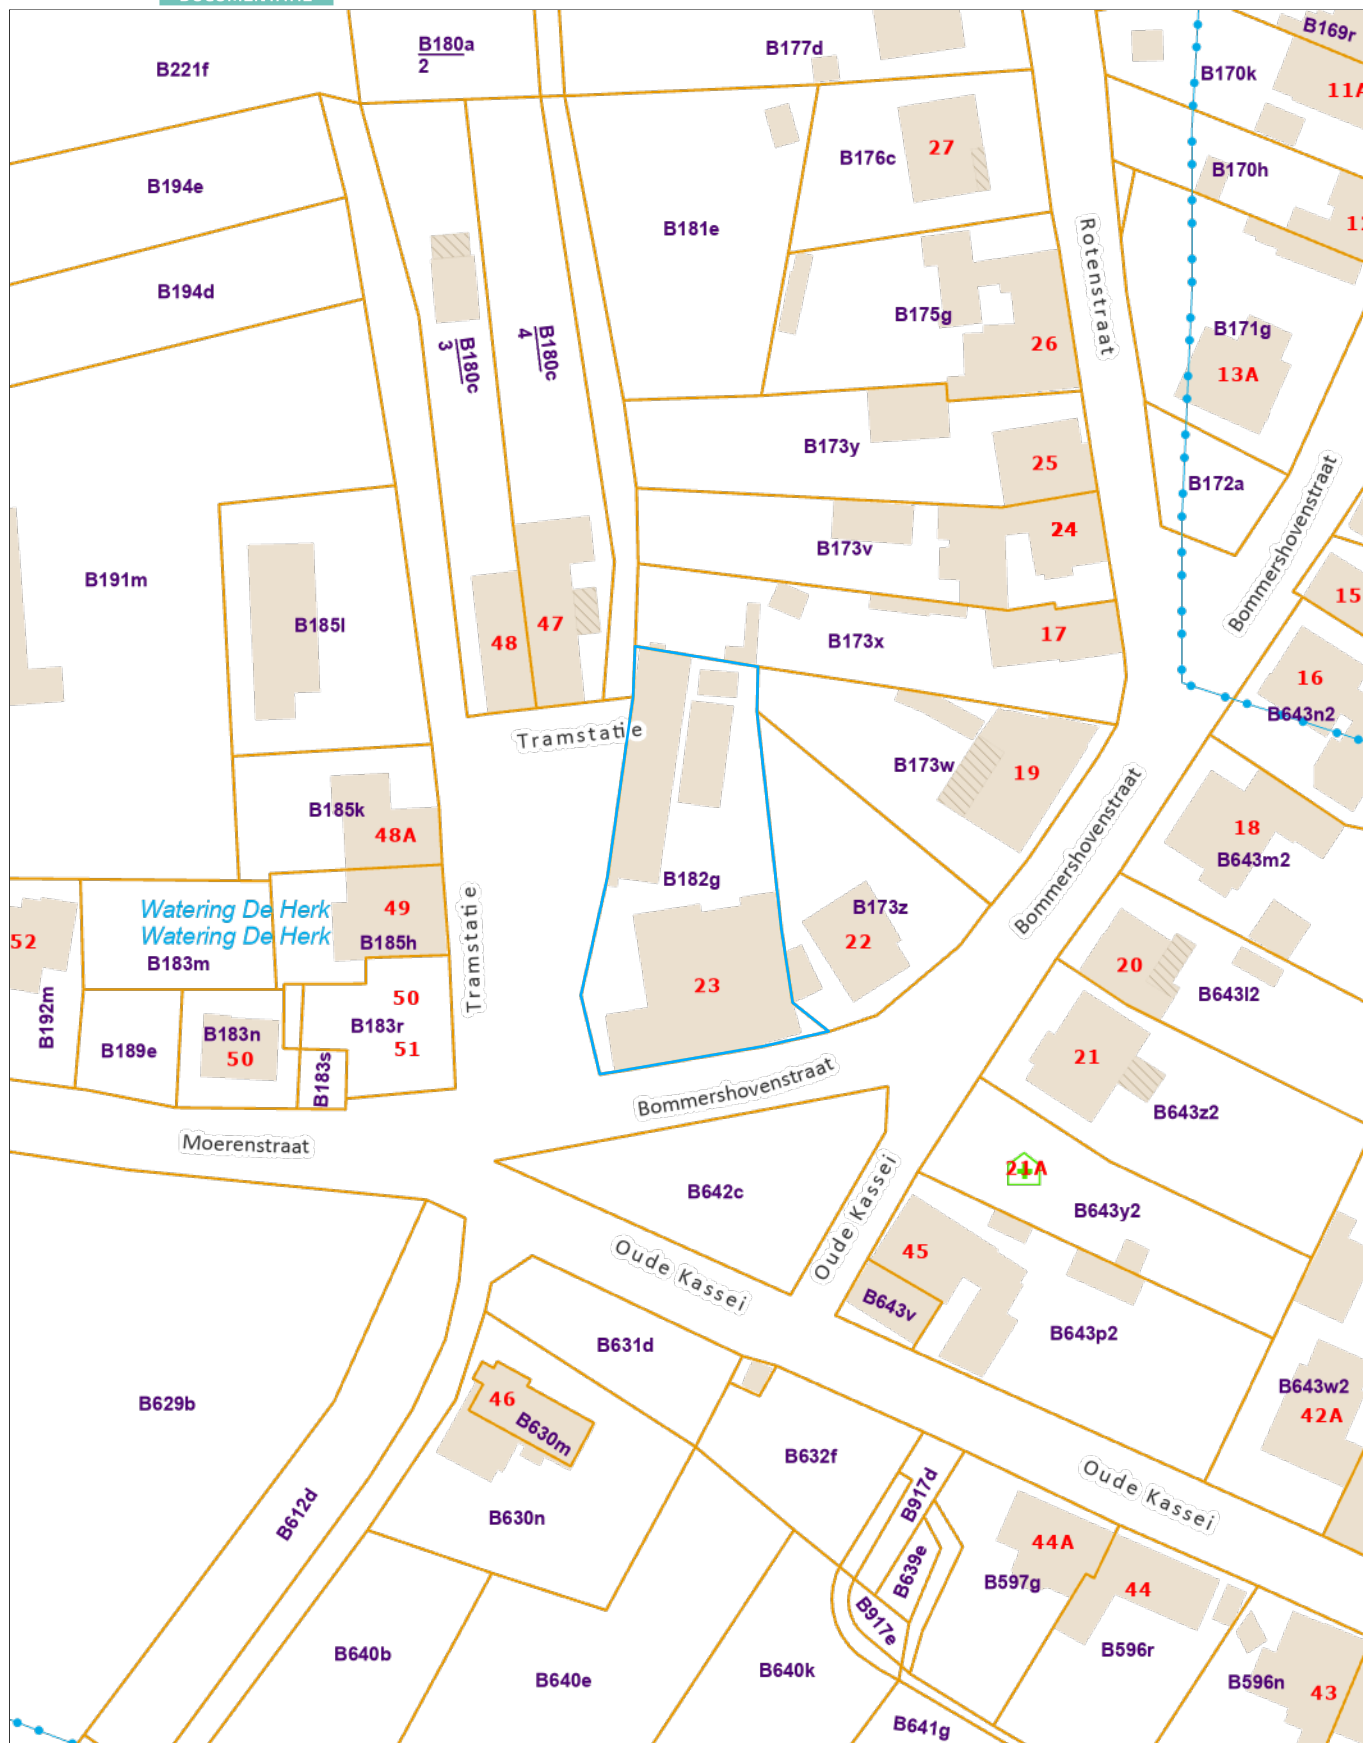 B169r
B180a
2
B177d
B221f
B170k
11A
27
B176c
B170h
B194e
B181e
Rotenstraat
B194d
B175g
B171g
26
13A
B180c
3
B180c
4
B173y
25
B172a
24
B173v
Bommershovenstraat
B191m
15
B185l
47
48
B173x
17
16
B643n2
Tramstatie
B173w
19
B185k
48A
18
B643m2
Bommershovenstraat
B182g
Watering De Herk
Watering De Herk
49
B173z
52
B185h
22
B183m
20
Tramstatie
23
B643l2
50
B192m
B183r
B183n
51
B189e
50
21
B183s
Bommershovenstraat
B643z2
Moerenstraat
21A
B642c
B643y2
Oude Kassei
45
Oude Kassei
B643v
B643p2
B631d
B643w2
B629b
46
42A
B630m
B632f
B917d
Oude Kassei
B612d
B630n
44A
B639e
B597g
44
B917e
B640b
B640k
B596r
B640e
B596n
43
B641g